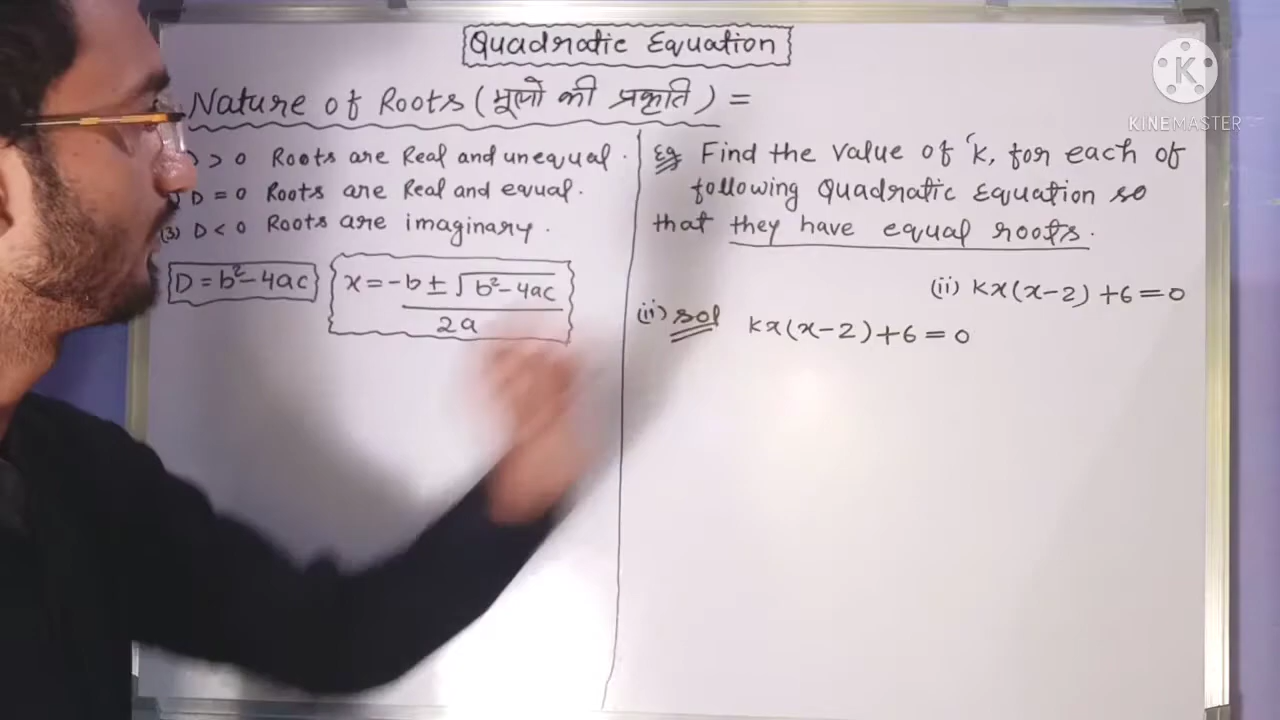 Quadratic Equation
Nature of Roots (मूलों की प्रकृति) =
> 0 Roots are Real and unequal.
D = 0 Roots are Real and equal.
(3) D < 0 Roots are imaginary.
D = b²-4ac
x = -b ± √b²-4ac
2a
Eg Find the value of 'k, for each of
following Quadratic Equation so
that they have equal roots.
(ii) kx(x-2) +6=0
(ii) sol kx(x-2)+6=0
K
KINEMASTER